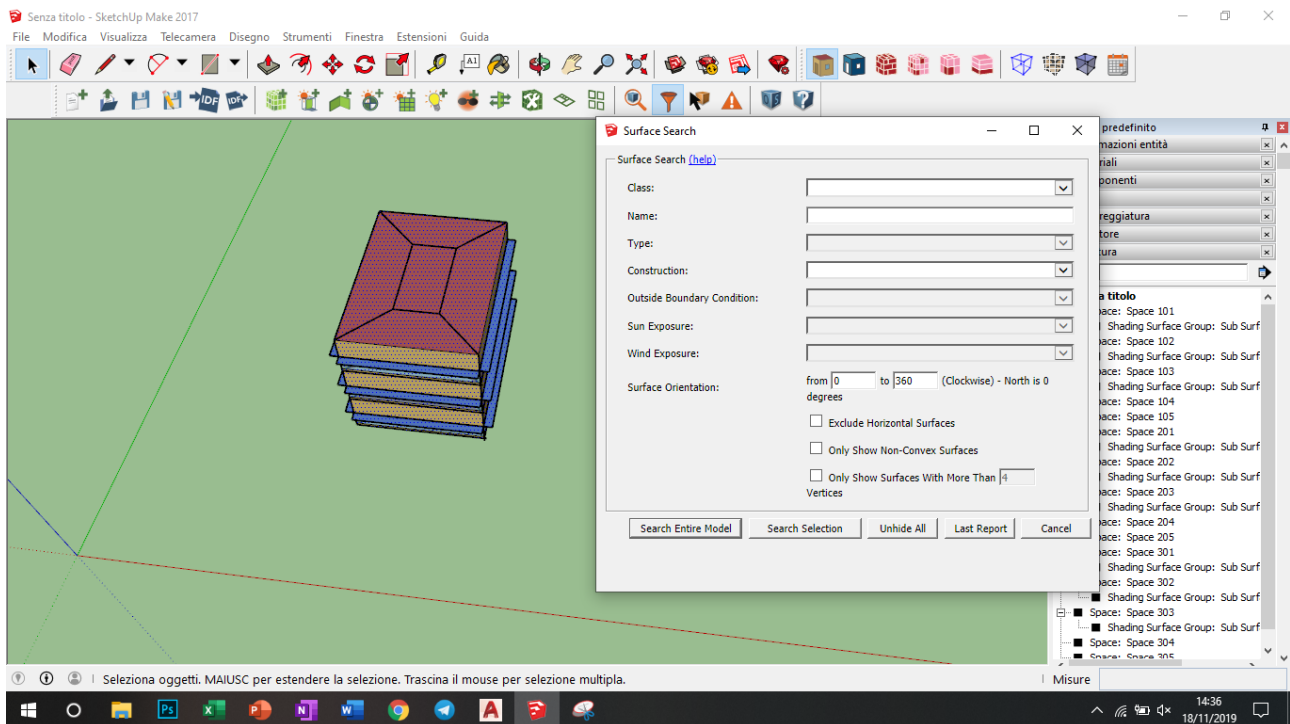 Senza titolo - SketchUp Make 2017
File Modifica Visualizza Telecamera Disegno Strumenti Finestra Estensioni Guida
A1
IDF IDF
Surface Search
Surface Search (help)
Class:
Name:
Type:
Construction:
Outside Boundary Condition:
Sun Exposure:
Wind Exposure:
Surface Orientation:
from 0 to 360 (Clockwise) - North is 0
degrees
Exclude Horizontal Surfaces
Only Show Non-Convex Surfaces
Only Show Surfaces With More Than 4
Vertices
Search Entire Model Search Selection Unhide All Last Report Cancel
predefinito
mazioni entità
riali
ponenti
reggiatura
tore
tura
a titolo
pace: Space 101
Shading Surface Group: Sub Surf
pace: Space 102
Shading Surface Group: Sub Surf
pace: Space 103
Shading Surface Group: Sub Surf
pace: Space 104
pace: Space 105
pace: Space 201
Shading Surface Group: Sub Surf
pace: Space 202
Shading Surface Group: Sub Surf
pace: Space 203
Shading Surface Group: Sub Surf
pace: Space 204
pace: Space 205
pace: Space 301
Shading Surface Group: Sub Surf
pace: Space 302
Shading Surface Group: Sub Surf
Space: Space 303
Shading Surface Group: Sub Surf
Space: Space 304
Space: Space 305
Seleziona oggetti. MAIUSC per estendere la selezione. Trascina il mouse per selezione multipla.
Misure
14:36
18/11/2019